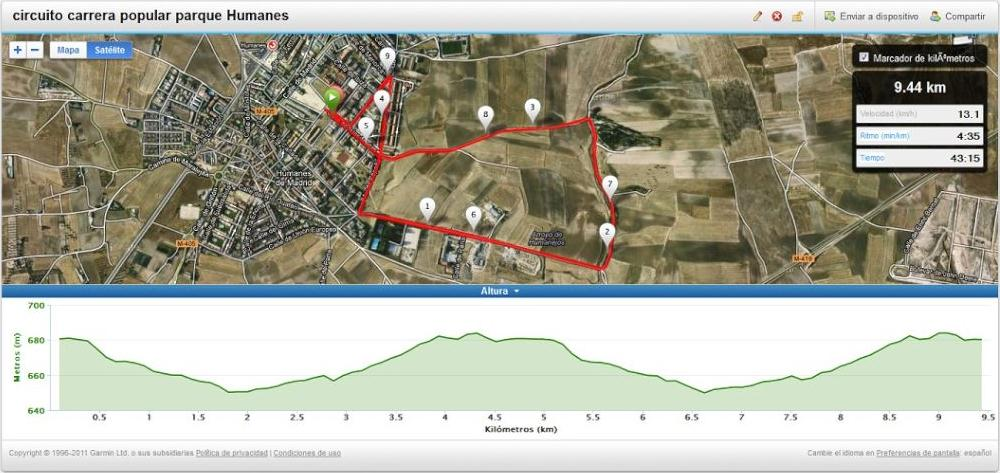 circuito carrera popular parque Humanes
Enviar a dispositivo
Compartir
Mapa
Satélite
Marcador de kilÃ³metros
9.44 km
Velocidad (km/h) 13.1
Ritmo (min/km) 4:35
Tiempo 43:15
Humanes
M-405
Humanes
de Madrid
M-405
M-419
Arroyo de
Humanejos
9
4
5
8
3
7
1
6
2
Altura
Metros (m)
700
680
660
640
0.5 1 1.5 2 2.5 3 3.5 4 4.5 5 5.5 6 6.5 7 7.5 8 8.5 9 9.5
Kilómetros (km)
Copyright © 1996-2011 Garmin Ltd. o sus subsidiarias Política de privacidad | Condiciones de uso
Cambie el idioma en Preferencias de pantalla: español